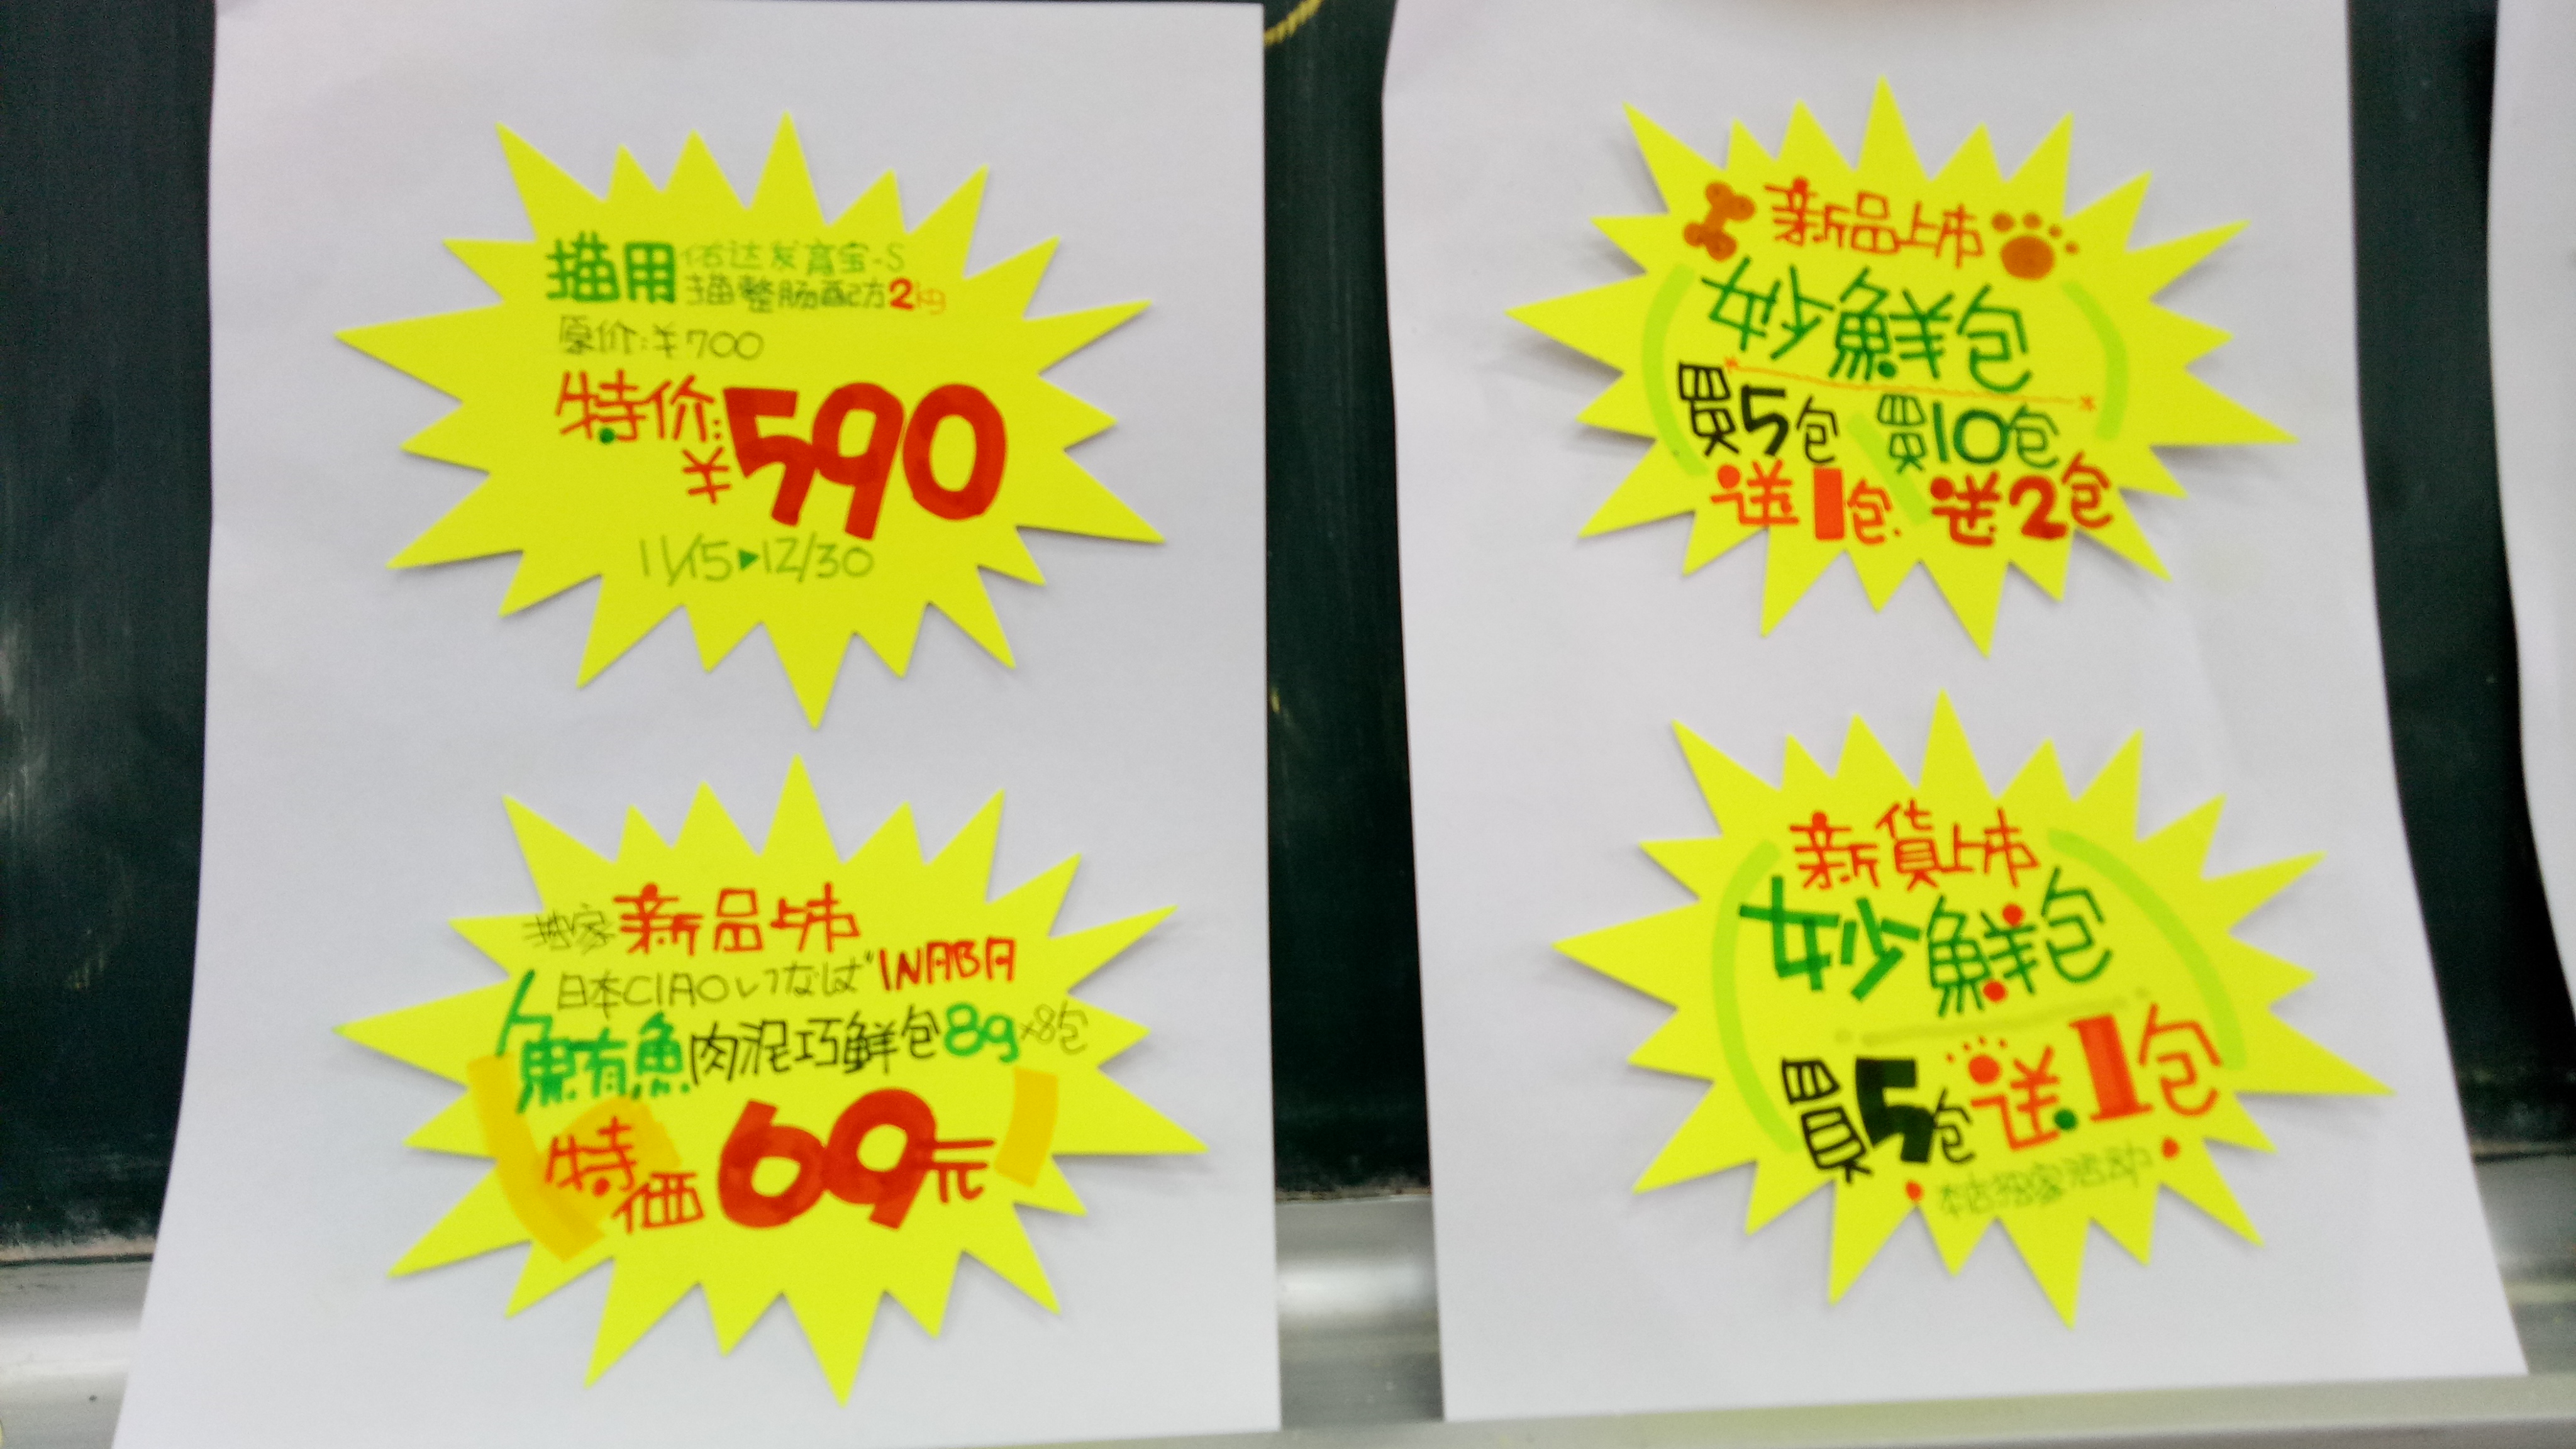 猫用 佑达发育宝-S
猫整肠配方2kg
原价:¥700
特价:
¥590
11/15▶12/30
独家新品上市
日本CIAOいなば"INABA
鮪魚肉泥巧鮮包8g×8包
特価69元
新品上市
妙鮮包
買5包 買10包
送1包 送2包
新貨上市
妙鮮包
買5包送1包
本店独家活动